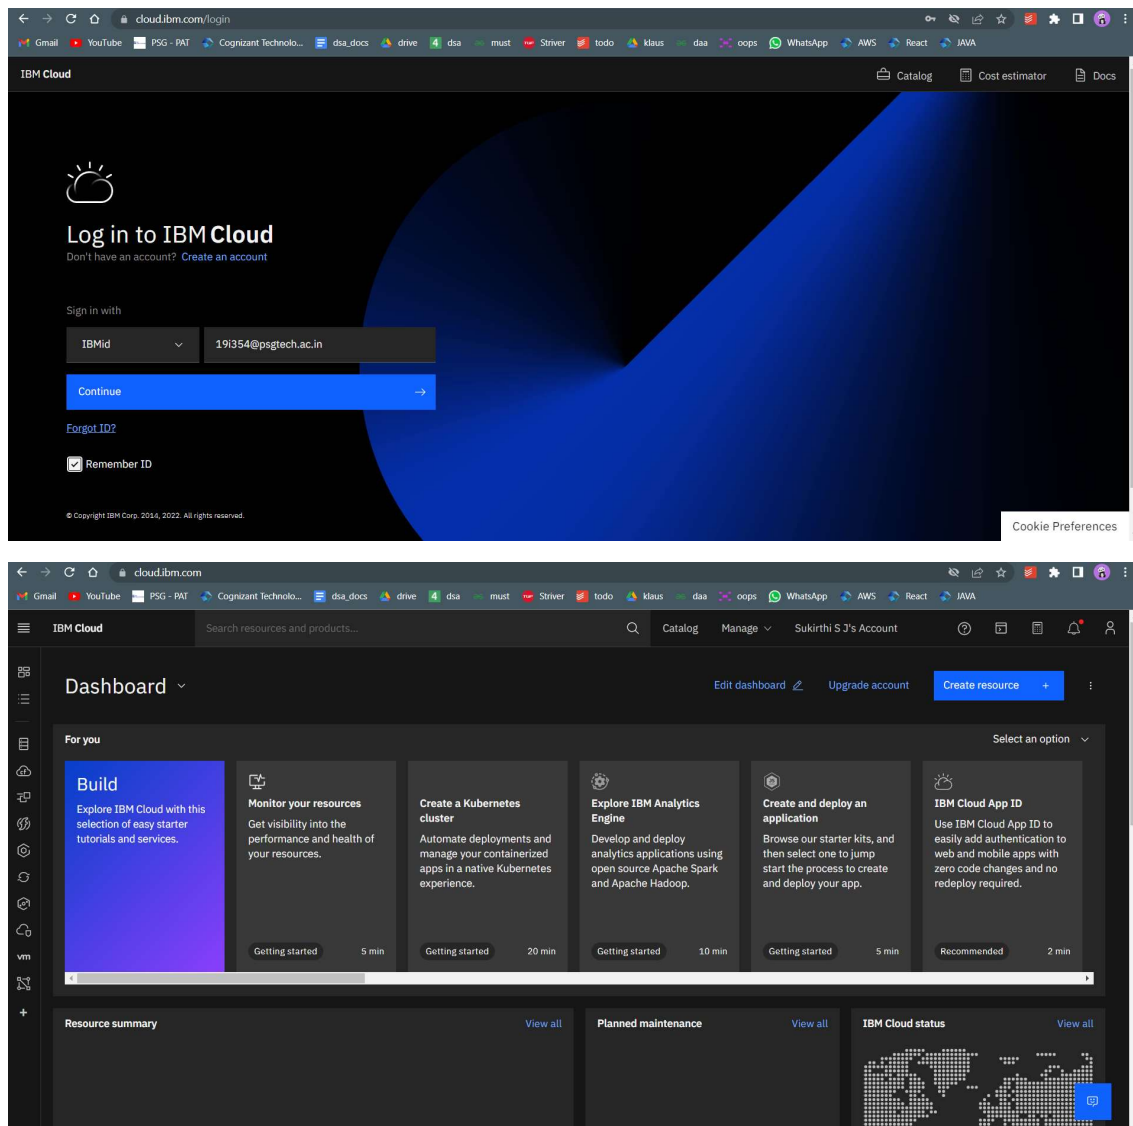 cloud.ibm.com/login
Gmail YouTube PSG - PAT Cognizant Technolo... dsa_docs drive dsa must Striver todo klaus daa oops WhatsApp AWS React JAVA
IBM Cloud Catalog Cost estimator Docs
Log in to IBM Cloud
Don't have an account? Create an account
Sign in with
IBMid 19i354@psgtech.ac.in
Continue
Forgot ID?
Remember ID
© Copyright IBM Corp. 2014, 2022. All rights reserved.
Cookie Preferences
cloud.ibm.com
Gmail YouTube PSG - PAT Cognizant Technolo... dsa_docs drive dsa must Striver todo klaus daa oops WhatsApp AWS React JAVA
IBM Cloud Search resources and products... Catalog Manage Sukirthi S J's Account
Dashboard Edit dashboard Upgrade account Create resource +
For you Select an option
Build
Explore IBM Cloud with this
selection of easy starter
tutorials and services.
Monitor your resources
Get visibility into the
performance and health of
your resources.
Getting started 5 min
Create a Kubernetes
cluster
Automate deployments and
manage your containerized
apps in a native Kubernetes
experience.
Getting started 20 min
Explore IBM Analytics
Engine
Develop and deploy
analytics applications using
open source Apache Spark
and Apache Hadoop.
Getting started 10 min
Create and deploy an
application
Browse our starter kits, and
then select one to jump
start the process to create
and deploy your app.
Getting started 5 min
IBM Cloud App ID
Use IBM Cloud App ID to
easily add authentication to
web and mobile apps with
zero code changes and no
redeploy required.
Recommended 2 min
vm
Resource summary View all
Planned maintenance View all
IBM Cloud status View all